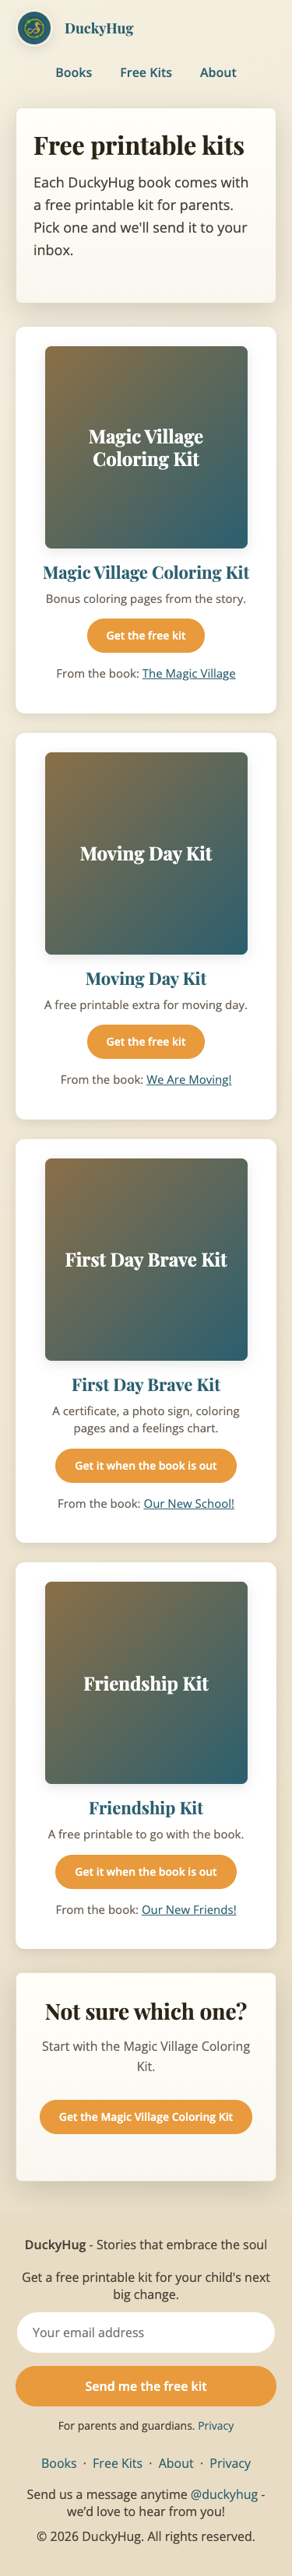 DuckyHug
Books Free Kits About
Free printable kits
Each DuckyHug book comes with
a free printable kit for parents.
Pick one and we'll send it to your
inbox.
Magic Village
Coloring Kit
Magic Village Coloring Kit
Bonus coloring pages from the story.
Get the free kit
From the book: The Magic Village
Moving Day Kit
Moving Day Kit
A free printable extra for moving day.
Get the free kit
From the book: We Are Moving!
First Day Brave Kit
First Day Brave Kit
A certificate, a photo sign, coloring
pages and a feelings chart.
Get it when the book is out
From the book: Our New School!
Friendship Kit
Friendship Kit
A free printable to go with the book.
Get it when the book is out
From the book: Our New Friends!
Not sure which one?
Start with the Magic Village Coloring
Kit.
Get the Magic Village Coloring Kit
DuckyHug - Stories that embrace the soul
Get a free printable kit for your child's next
big change.
Your email address
Send me the free kit
For parents and guardians. Privacy
Books · Free Kits · About · Privacy
Send us a message anytime @duckyhug -
we’d love to hear from you!
© 2026 DuckyHug. All rights reserved.